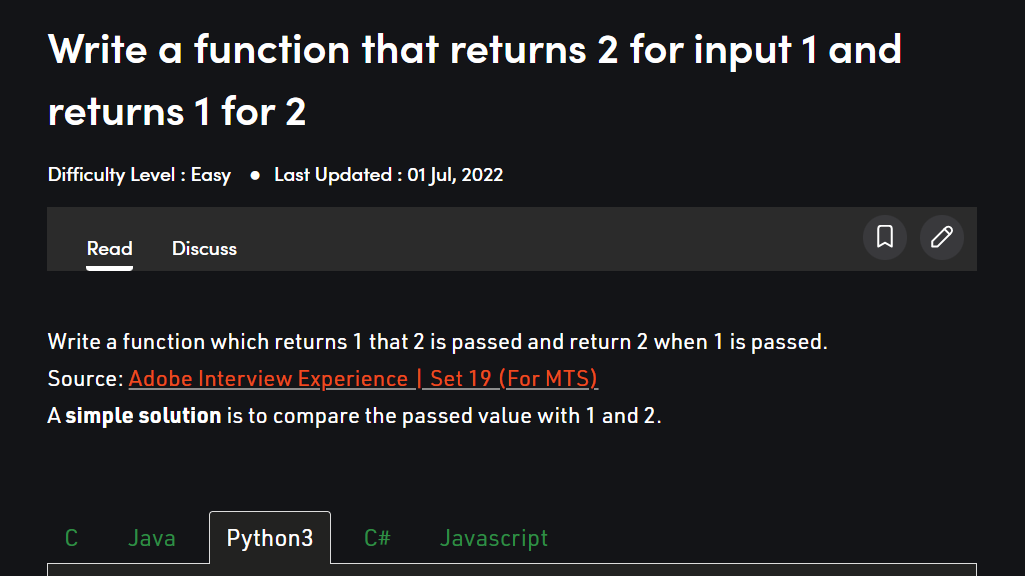 Write a function that returns 2 for input 1 and
returns 1 for 2
Difficulty Level : Easy ● Last Updated : 01 Jul, 2022
Read Discuss
Write a function which returns 1 that 2 is passed and return 2 when 1 is passed.
Source: Adobe Interview Experience | Set 19 (For MTS)
A simple solution is to compare the passed value with 1 and 2.
C Java Python3 C# Javascript